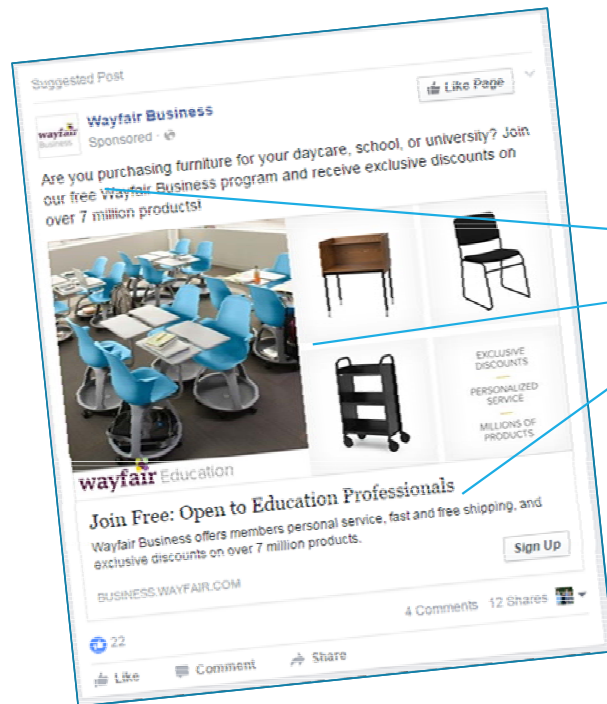 Suggested Post
Like Page
wayfair
Business
Wayfair Business
Sponsored ·
Are you purchasing furniture for your daycare, school, or university? Join
our free Wayfair Business program and receive exclusive discounts on
over 7 million products!
EXCLUSIVE
DISCOUNTS
PERSONALIZED
SERVICE
MILLIONS OF
PRODUCTS
wayfair Education
Join Free: Open to Education Professionals
Wayfair Business offers members personal service, fast and free shipping, and
exclusive discounts on over 7 million products.
Sign Up
BUSINESS.WAYFAIR.COM
22
4 Comments 12 Shares
Like Comment Share